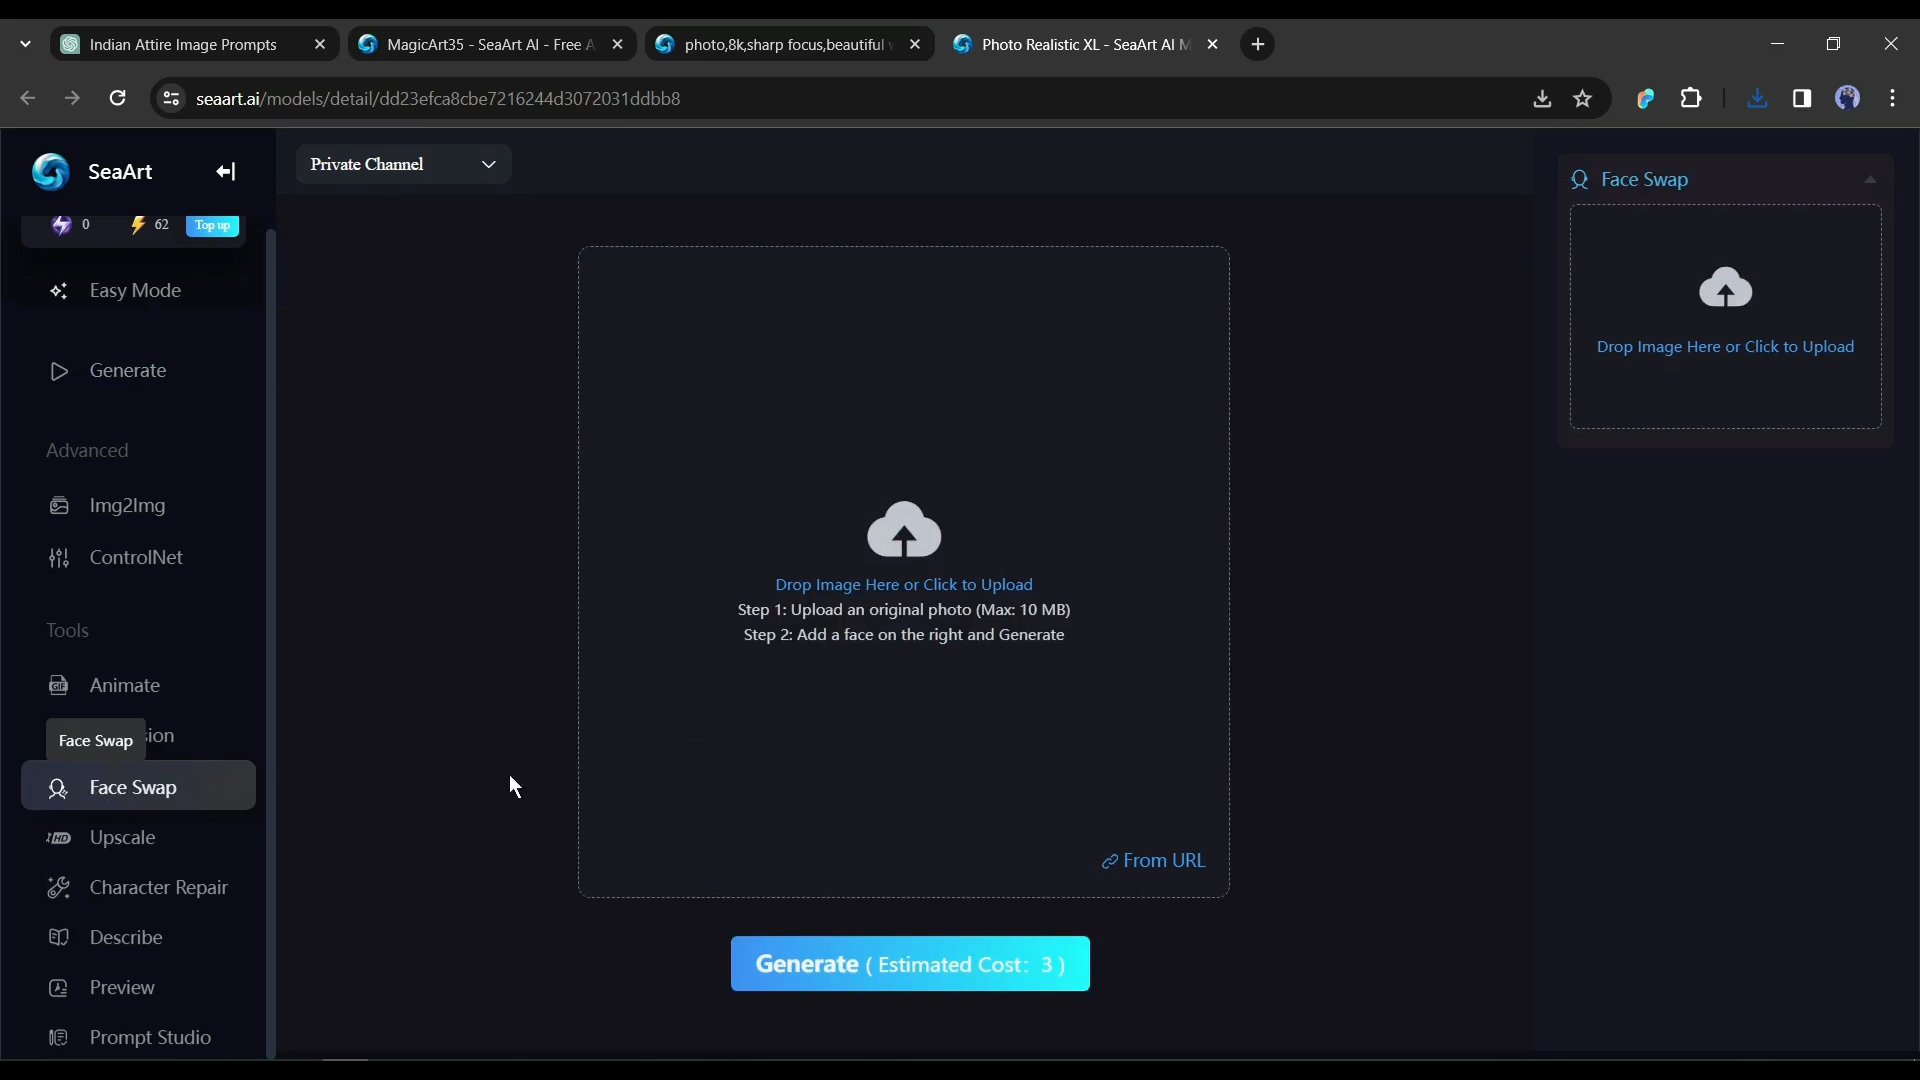 Indian Attire Image Prompts
MagicArt35 - SeaArt AI - Free A
photo,8k,sharp focus,beautiful
Photo Realistic XL - SeaArt AI M
seaart.ai/models/detail/dd23efca8cbe7216244d3072031ddbb8
SeaArt
0
62
Top up
Easy Mode
Generate
Advanced
Img2Img
ControlNet
Tools
GIF
Animate
sion
Face Swap
Face Swap
HD
Upscale
Character Repair
Describe
Preview
Prompt Studio
Private Channel
Drop Image Here or Click to Upload
Step 1: Upload an original photo (Max: 10 MB)
Step 2: Add a face on the right and Generate
From URL
Generate ( Estimated Cost: 3 )
Face Swap
Drop Image Here or Click to Upload